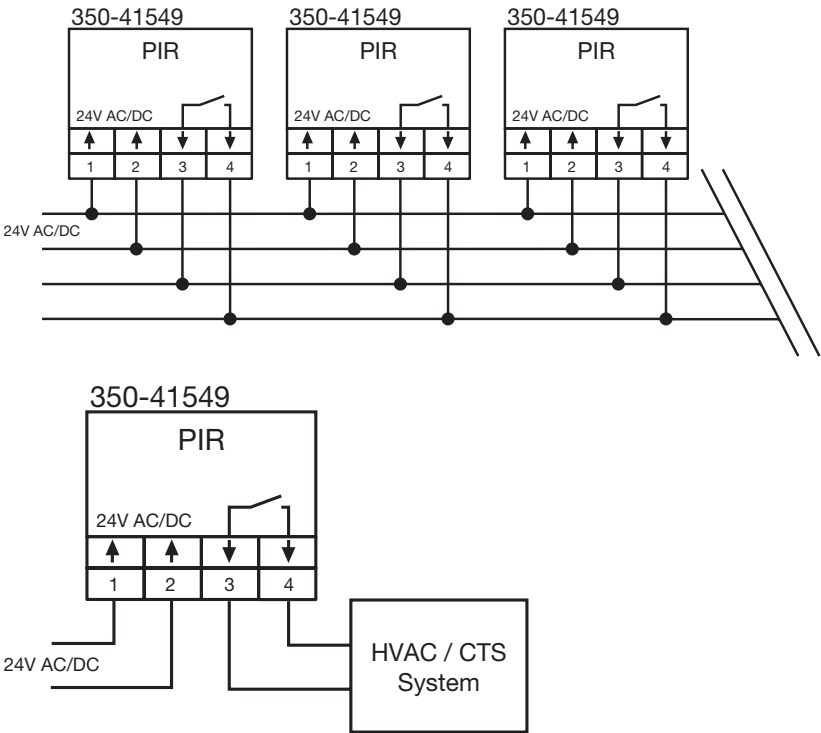 350-41549 350-41549 350-41549
PIR PIR PIR
24V AC/DC 24V AC/DC 24V AC/DC
1 2 3 4 1 2 3 4 1 2 3 4
24V AC/DC
350-41549
PIR
24V AC/DC
1 2 3 4
24V AC/DC
HVAC / CTS
System